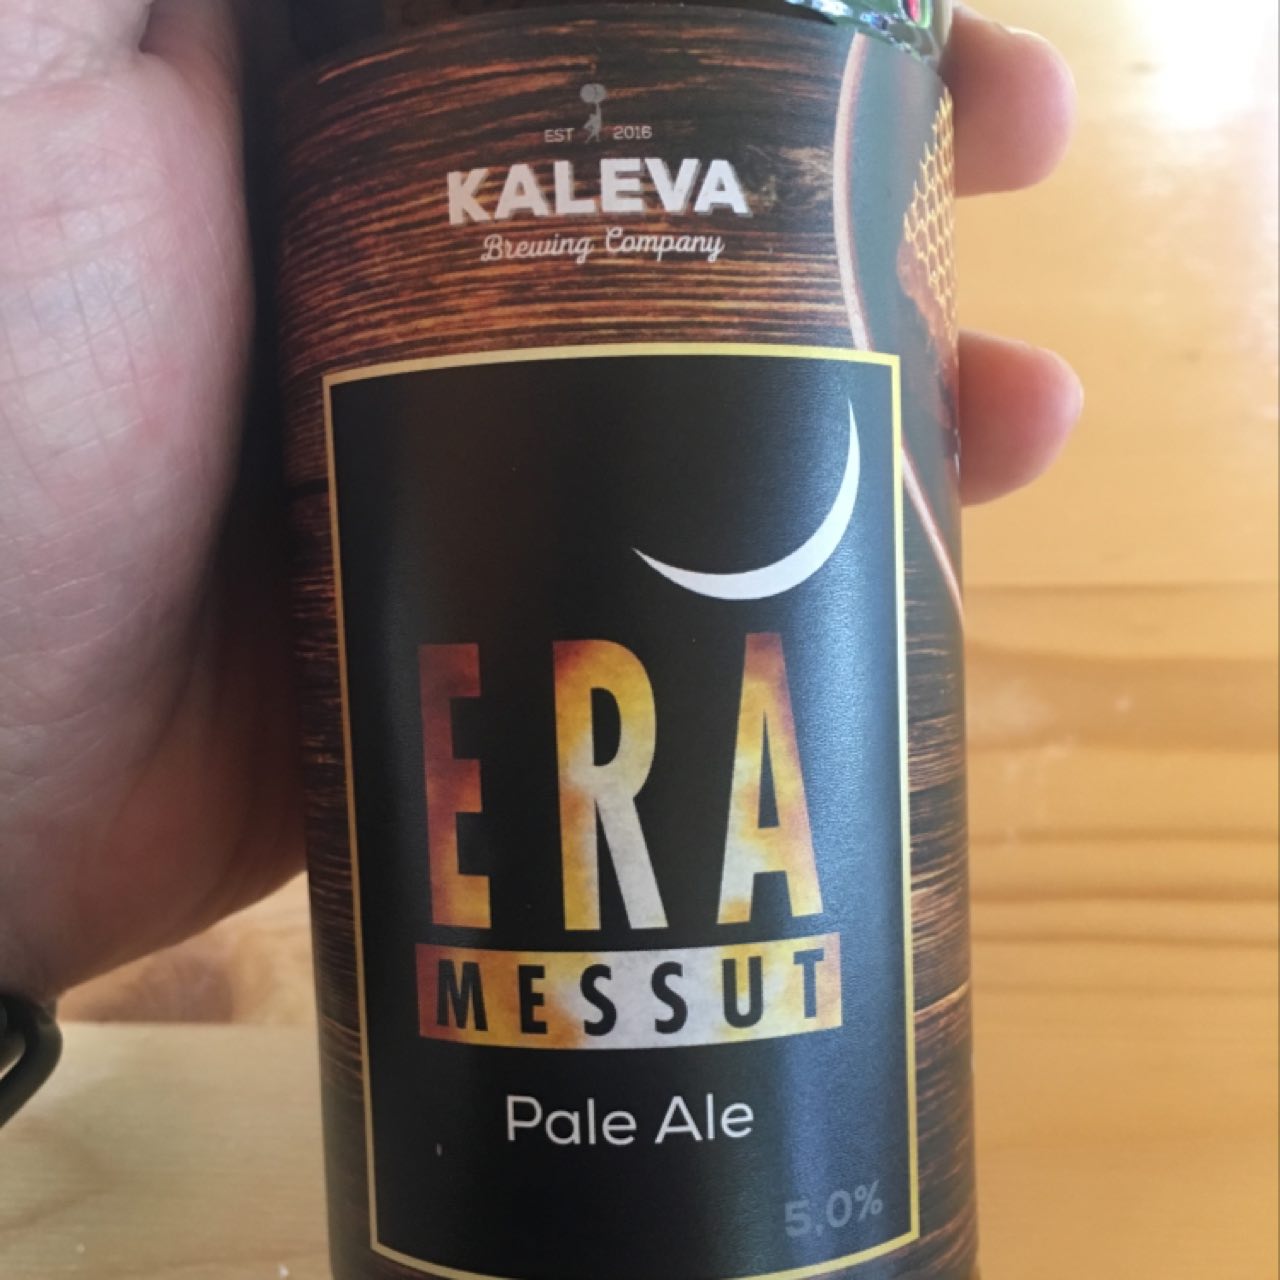 EST 2016
KALEVA
Brewing Company
ERA
MESSUT
Pale Ale
5,0%